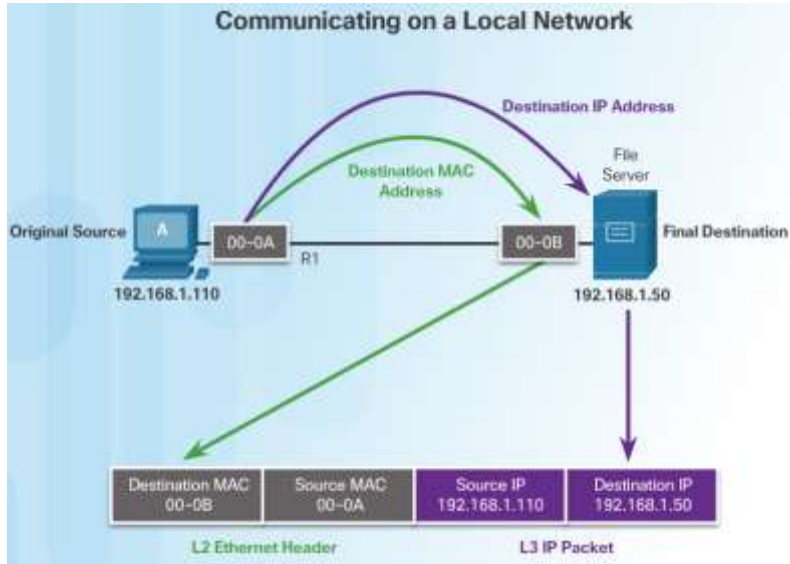 Communicating on a Local Network
Destination IP Address
Destination MAC
Address
File
Server
Original Source
A
00-0A
R1
00-0B
Final Destination
192.168.1.110
192.168.1.50
Destination MAC
00-0B
Source MAC
00-0A
Source IP
192.168.1.110
Destination IP
192.168.1.50
L2 Ethernet Header
L3 IP Packet